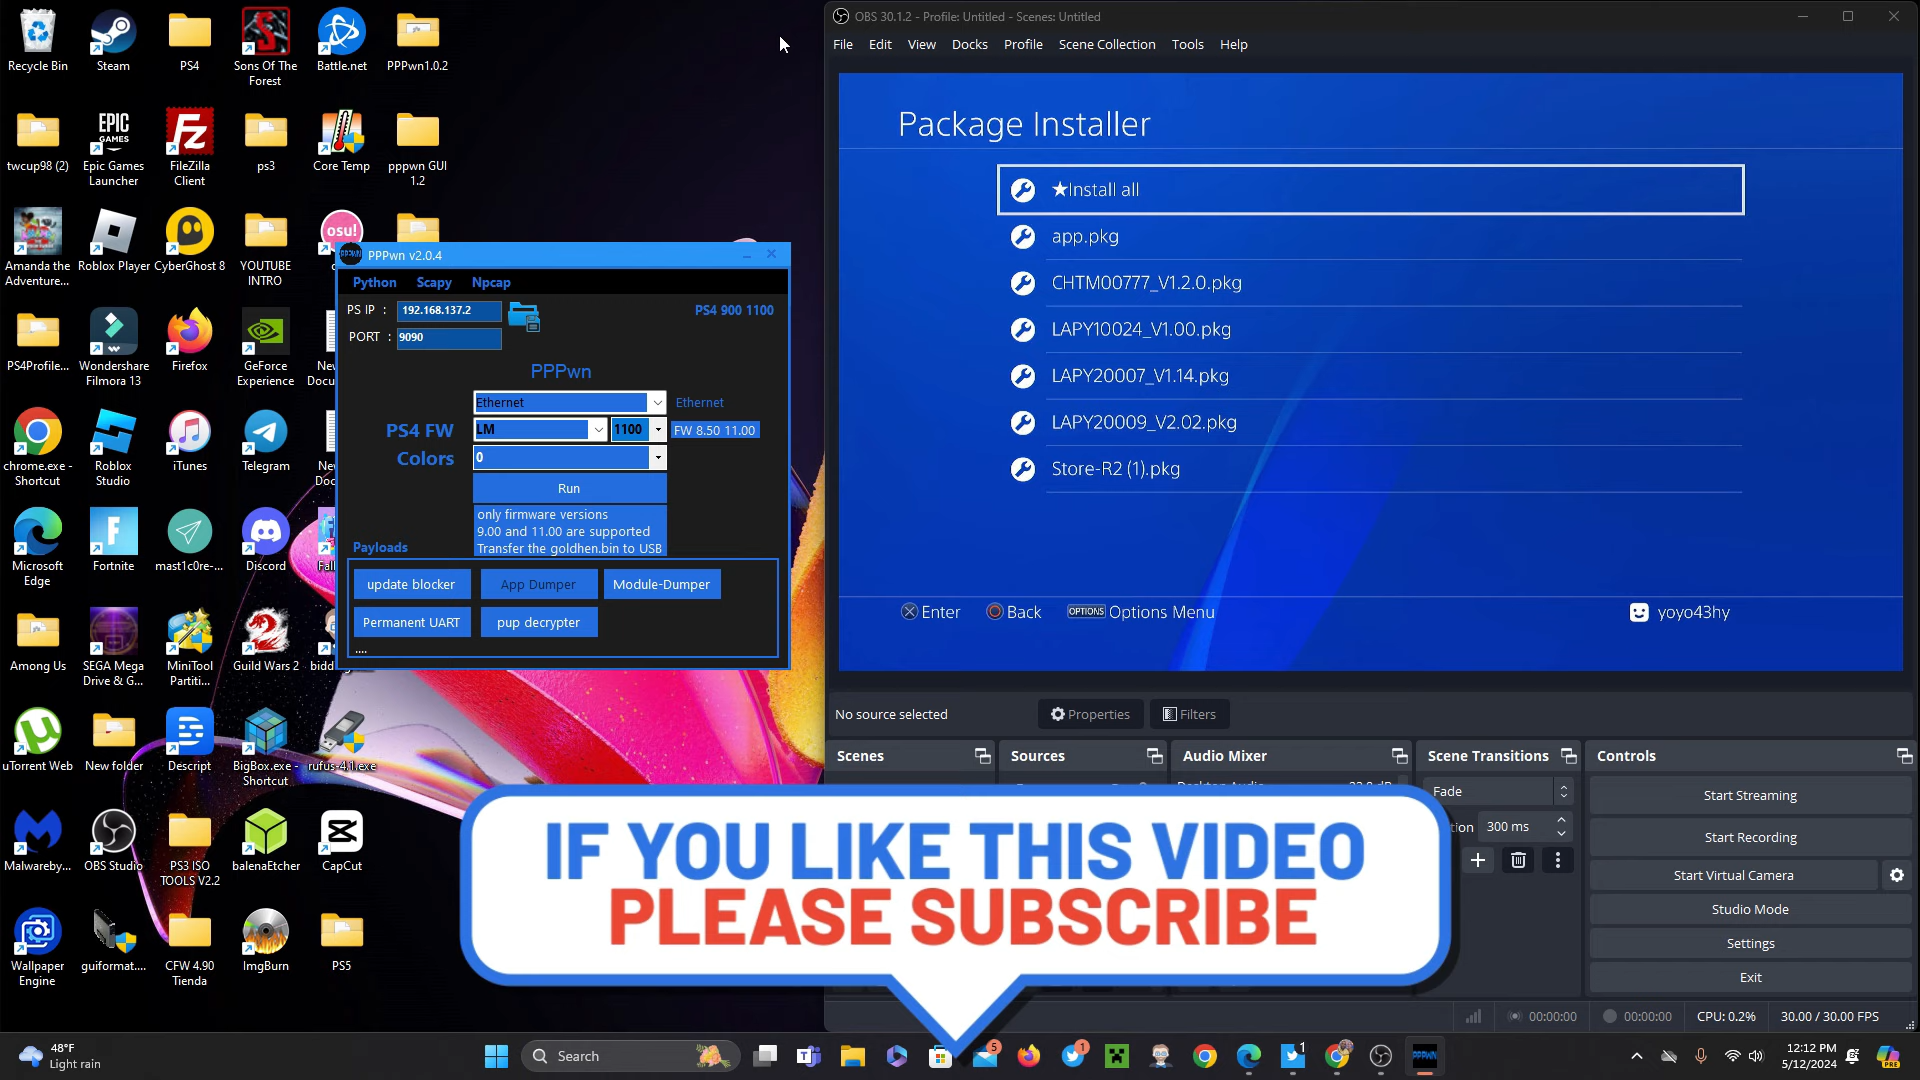 Recycle Bin
Steam
PS4
Sons Of The
Forest
Battle.net
PPPwn1.0.2
twcup98 (2)
EPIC
GAMES
Epic Games
Launcher
FileZilla
Client
ps3
Core Temp
pppwn GUI
1.2
Amanda the
Adventure...
Roblox Player
CyberGhost 8
YOUTUBE
INTRO
osu!
PS4Profile...
Wondershare
Filmora 13
Firefox
GeForce
Experience
New
Docu
chrome.exe -
Shortcut
Roblox
Studio
iTunes
Telegram
Microsoft
Edge
Fortnite
mast1c0re-...
Discord
Among Us
SEGA Mega
Drive & G...
MiniTool
Partiti...
Guild Wars 2
uTorrent Web
New folder
Descript
BigBox.exe -
Shortcut
rufus-4.1.exe
Malwareby...
OBS Studio
PS3 ISO
TOOLS V2.2
balenaEtcher
CapCut
Wallpaper
Engine
guiformat....
CFW 4.90
Tienda
ImgBurn
PS5
PPPwn v2.0.4
Python Scapy Npcap
PS IP : 192.168.137.2
PS4 900 1100
PORT : 9090
PPPwn
Ethernet Ethernet
PS4 FW LM 1100 FW 8.50 11.00
Colors 0
Run
only firmware versions
9.00 and 11.00 are supported
Transfer the goldhen.bin to USB
Payloads
update blocker App Dumper Module-Dumper
Permanent UART pup decrypter
....
OBS 30.1.2 - Profile: Untitled - Scenes: Untitled
File Edit View Docks Profile Scene Collection Tools Help
Package Installer
★Install all
app.pkg
CHTM00777_V1.2.0.pkg
LAPY10024_V1.00.pkg
LAPY20007_V1.14.pkg
LAPY20009_V2.02.pkg
Store-R2 (1).pkg
Enter Back OPTIONS Options Menu yoyo43hy
No source selected Properties Filters
Scenes Sources Audio Mixer Scene Transitions Controls
Fade
300 ms
Start Streaming
Start Recording
Start Virtual Camera
Studio Mode
Settings
Exit
IF YOU LIKE THIS VIDEO
PLEASE SUBSCRIBE
00:00:00 00:00:00 CPU: 0.2% 30.00 / 30.00 FPS
48°F
Light rain
Search
5
1
1
PPPWN
12:12 PM
5/12/2024
PRE